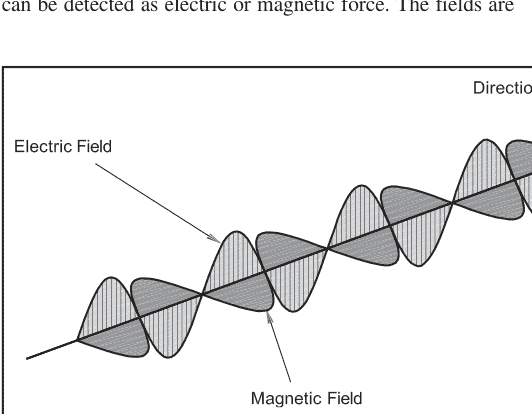 can be detected as electric or magnetic force. The fields are
Directio
Electric Field
Magnetic Field